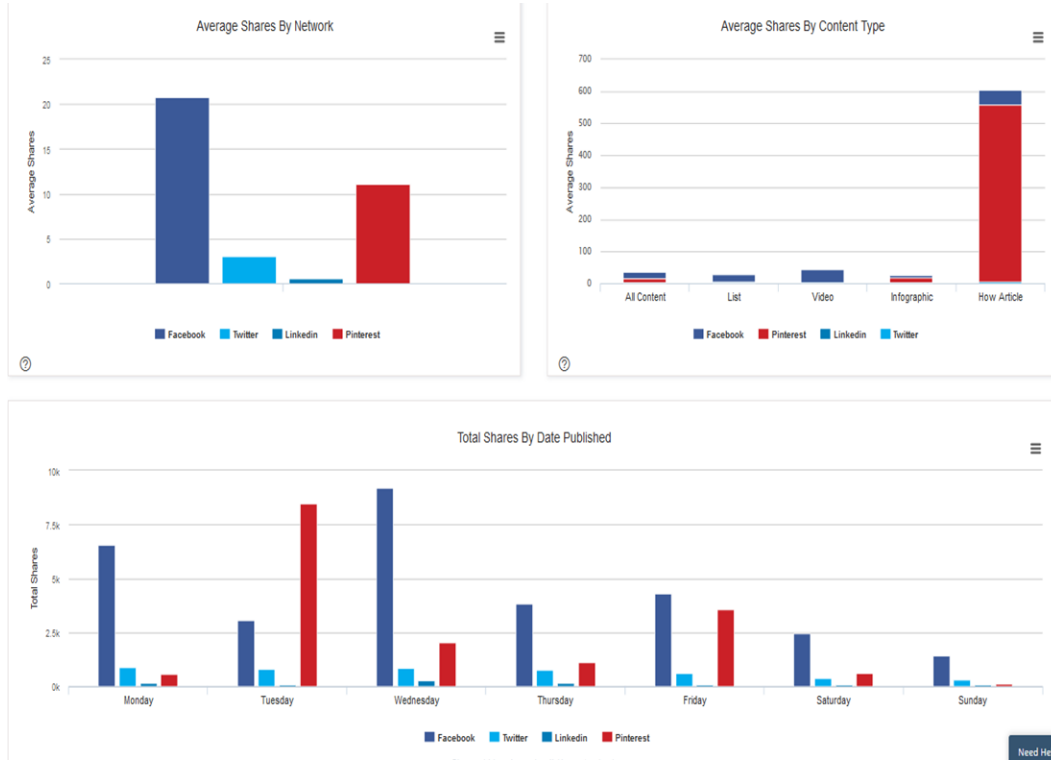 Average Shares By Network
Average Shares
25
20
15
10
5
0
Facebook Twitter Linkedin Pinterest
Average Shares By Content Type
Average Shares
700
600
500
400
300
200
100
0
All Content List Video Infographic How Article
Facebook Pinterest Linkedin Twitter
Total Shares By Date Published
Total Shares
10k
7.5k
5k
2.5k
0k
Monday Tuesday Wednesday Thursday Friday Saturday Sunday
Facebook Twitter Linkedin Pinterest
Need He